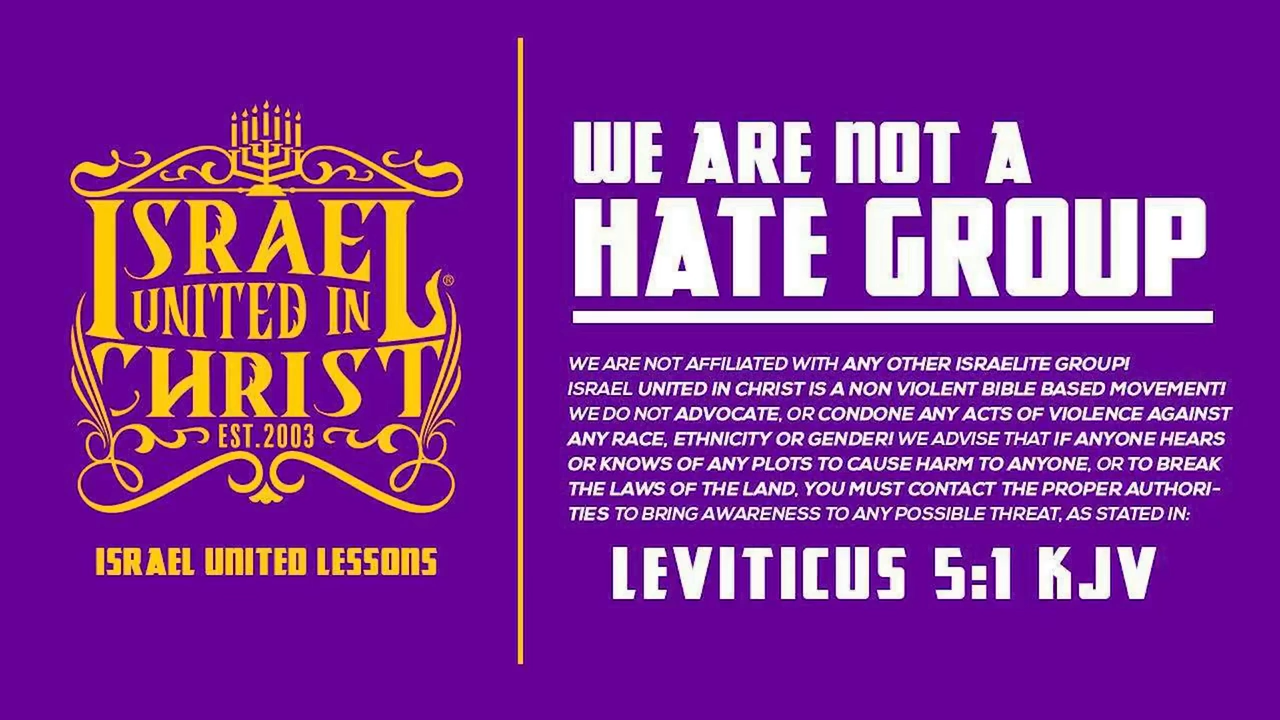 ISRAEL
UNITED IN
CHRIST
®
EST.2003
ISRAEL UNITED LESSONS
WE ARE NOT A
HATE GROUP
WE ARE NOT AFFILIATED WITH ANY OTHER ISRAELITE GROUP!
ISRAEL UNITED IN CHRIST IS A NON VIOLENT BIBLE BASED MOVEMENT!
WE DO NOT ADVOCATE, OR CONDONE ANY ACTS OF VIOLENCE AGAINST
ANY RACE, ETHNICITY OR GENDER! WE ADVISE THAT IF ANYONE HEARS
OR KNOWS OF ANY PLOTS TO CAUSE HARM TO ANYONE, OR TO BREAK
THE LAWS OF THE LAND, YOU MUST CONTACT THE PROPER AUTHORI-
TIES TO BRING AWARENESS TO ANY POSSIBLE THREAT, AS STATED IN:
LEVITICUS 5:1 KJV